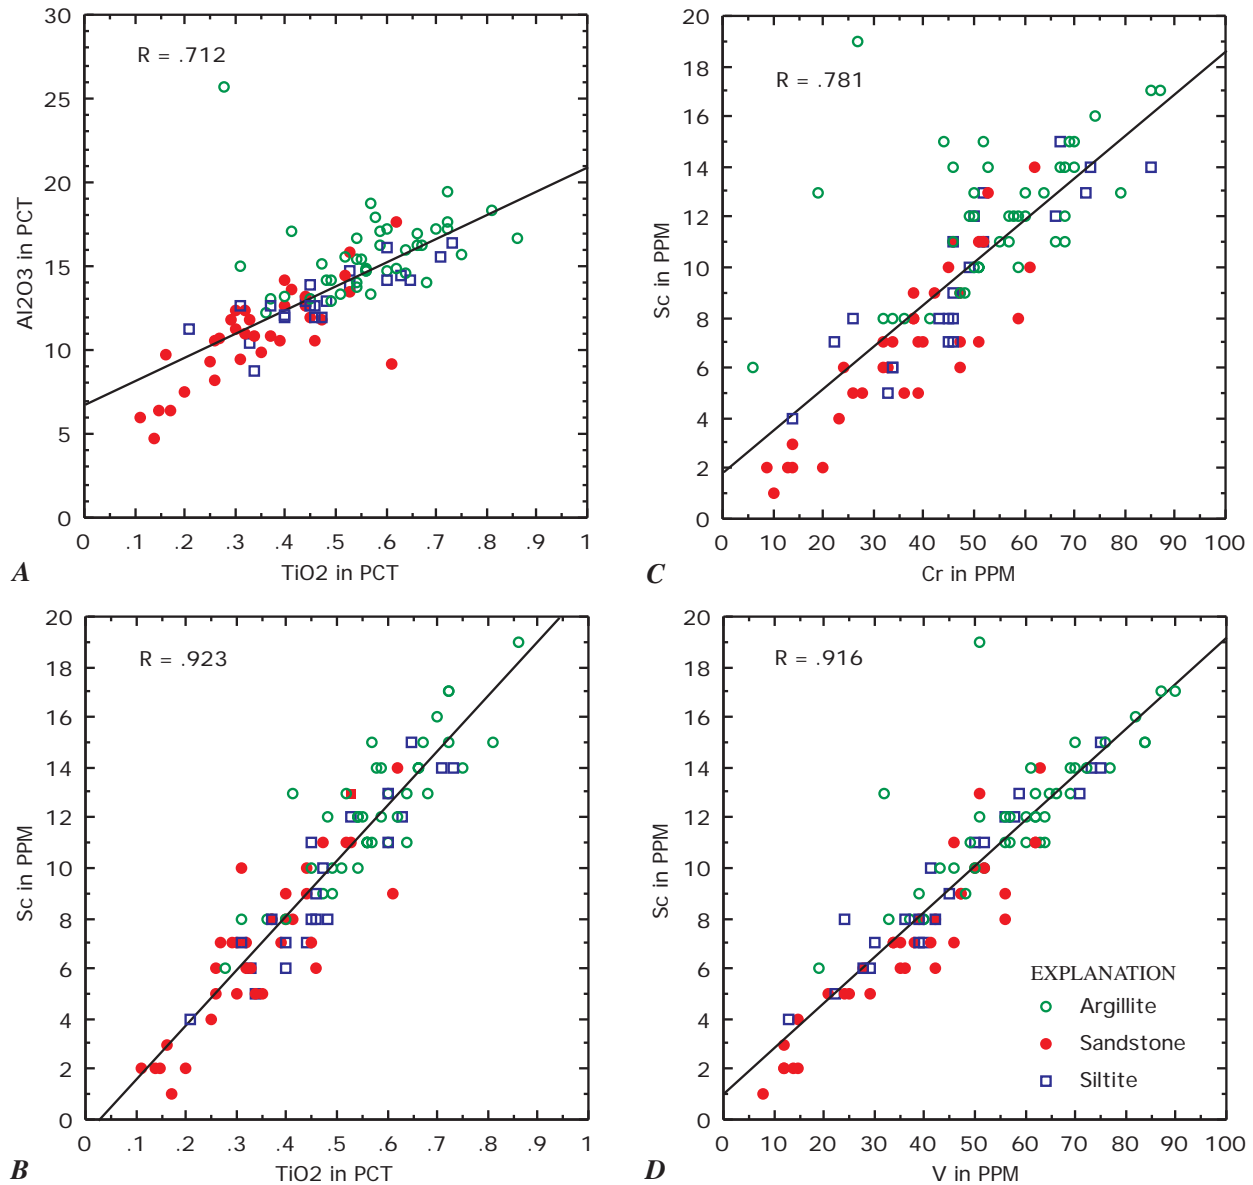 R = .712
30
25
20
15
10
5
0
Al2O3 in PCT
0 .1 .2 .3 .4 .5 .6 .7 .8 .9 1
TiO2 in PCT
A
R = .781
20
18
16
14
12
10
8
6
4
2
0
Sc in PPM
0 10 20 30 40 50 60 70 80 90 100
Cr in PPM
C
R = .923
20
18
16
14
12
10
8
6
4
2
0
Sc in PPM
0 .1 .2 .3 .4 .5 .6 .7 .8 .9 1
TiO2 in PCT
B
R = .916
20
18
16
14
12
10
8
6
4
2
0
Sc in PPM
EXPLANATION
Argillite
Sandstone
Siltite
0 10 20 30 40 50 60 70 80 90 100
V in PPM
D